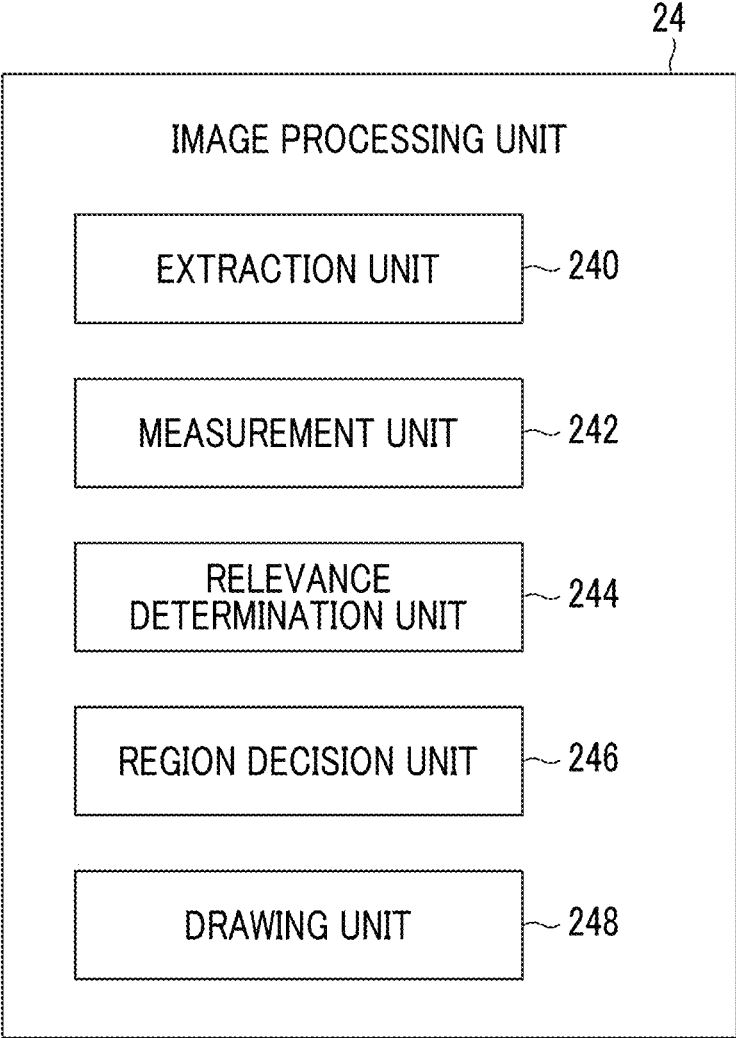 24
IMAGE PROCESSING UNIT
EXTRACTION UNIT
240
MEASUREMENT UNIT
242
RELEVANCE
DETERMINATION UNIT
244
REGION DECISION UNIT
246
DRAWING UNIT
248